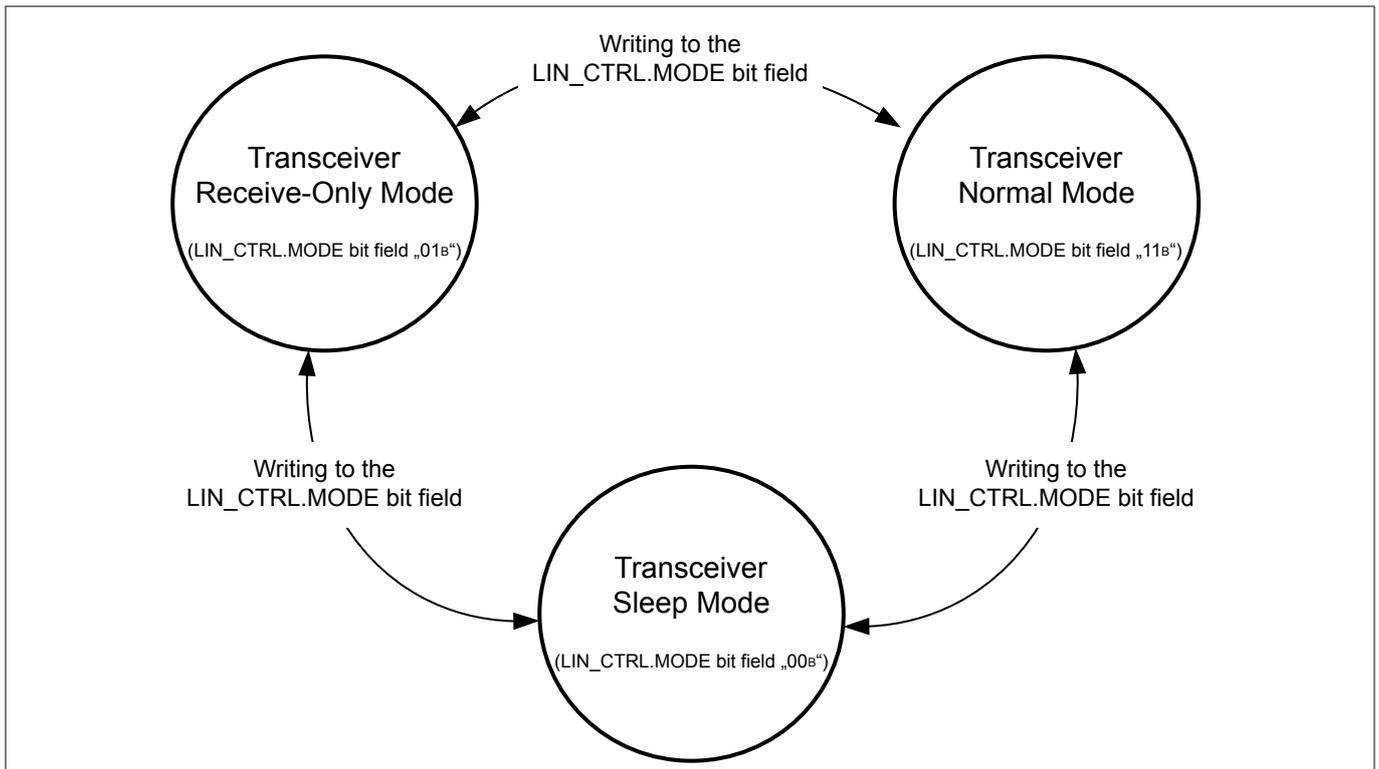 Writing to the
LIN_CTRL.MODE bit field
Transceiver
Receive-Only Mode
(LIN_CTRL.MODE bit field „01B“)
Transceiver
Normal Mode
(LIN_CTRL.MODE bit field „11B“)
Writing to the
LIN_CTRL.MODE bit field
Writing to the
LIN_CTRL.MODE bit field
Transceiver
Sleep Mode
(LIN_CTRL.MODE bit field „00B“)